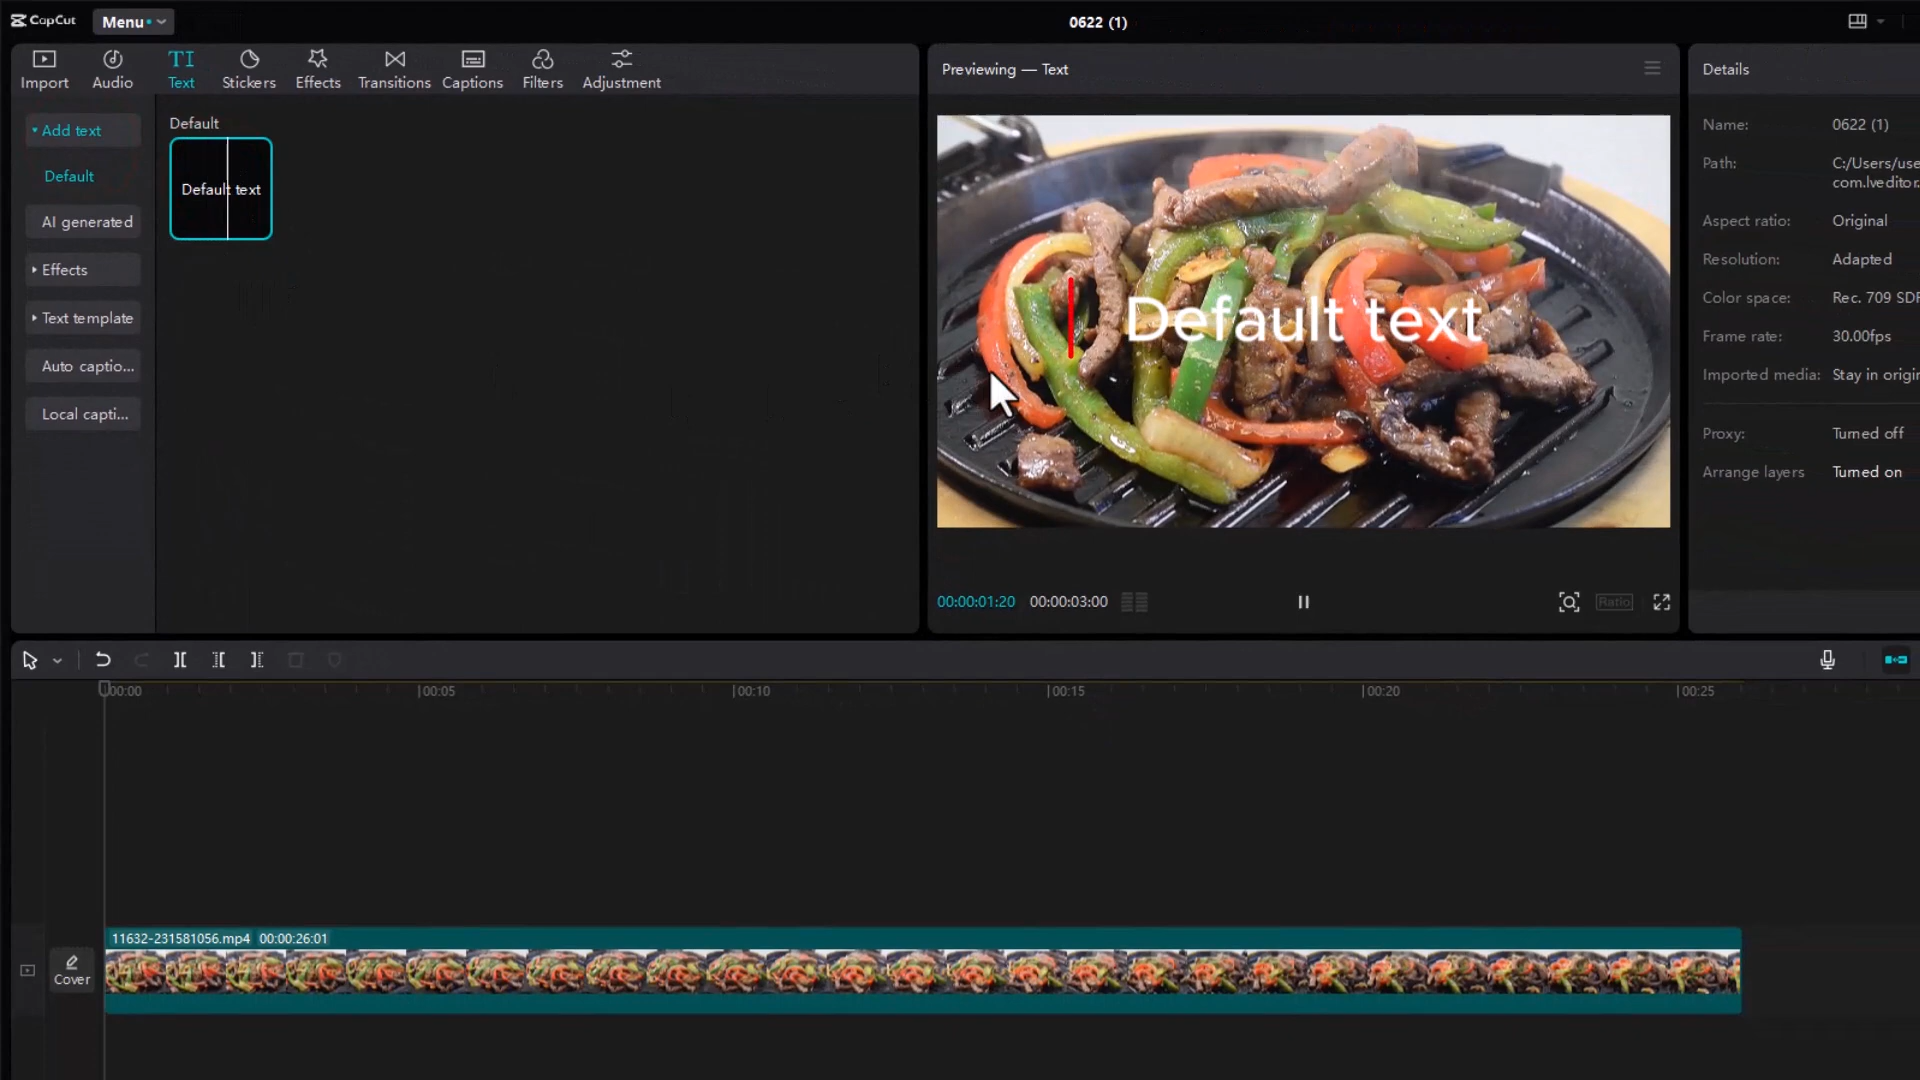 CapCut
Menu
0622 (1)
Import
Audio
TI
Text
Stickers
Effects
Transitions
Captions
Filters
Adjustment
Add text
Default
AI generated
Effects
Text template
Auto captio...
Local capti...
Default
Default text
Previewing — Text
Default text
00:00:01:20 00:00:03:00
Ratio
Details
Name: 0622 (1)
Path: C:/Users/use
com.lveditor.
Aspect ratio: Original
Resolution: Adapted
Color space: Rec. 709 SDR
Frame rate: 30.00fps
Imported media: Stay in origin
Proxy: Turned off
Arrange layers Turned on
00:00 00:05 00:10 00:15 00:20 00:25
11632-231581056.mp4 00:00:26:01
Cover